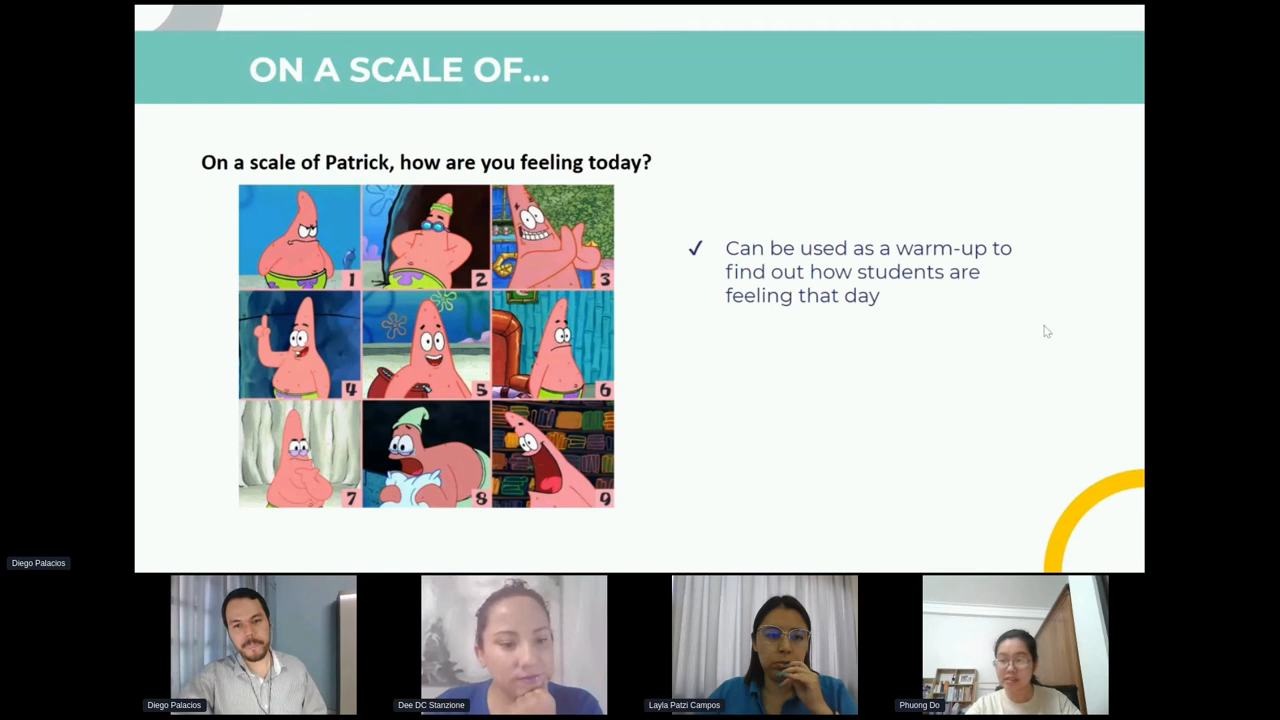 ON A SCALE OF...
On a scale of Patrick, how are you feeling today?
1
2
3
4
5
6
7
8
9
✓ Can be used as a warm-up to
find out how students are
feeling that day
Diego Palacios
Diego Palacios
Dee DC Stanzione
Layla Patzi Campos
Phuong Do